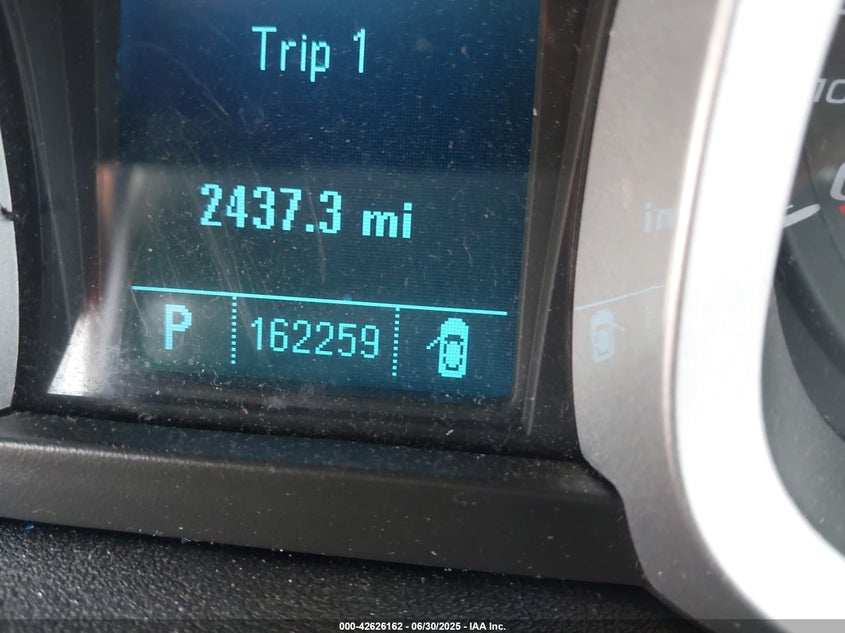 Trip 1
2437.3 mi
P 162259
000-42626162 - 06/30/2025 - IAA Inc.